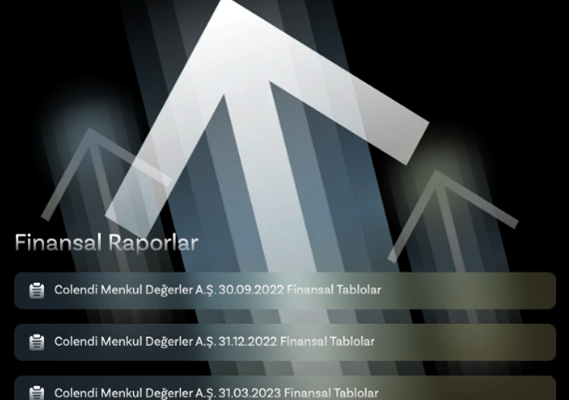 Finansal Raporlar
Colendi Menkul Değerler A.Ş. 30.09.2022 Finansal Tablolar
Colendi Menkul Değerler A.Ş. 31.12.2022 Finansal Tablolar
Colendi Menkul Değerler A.Ş. 31.03.2023 Finansal Tablolar